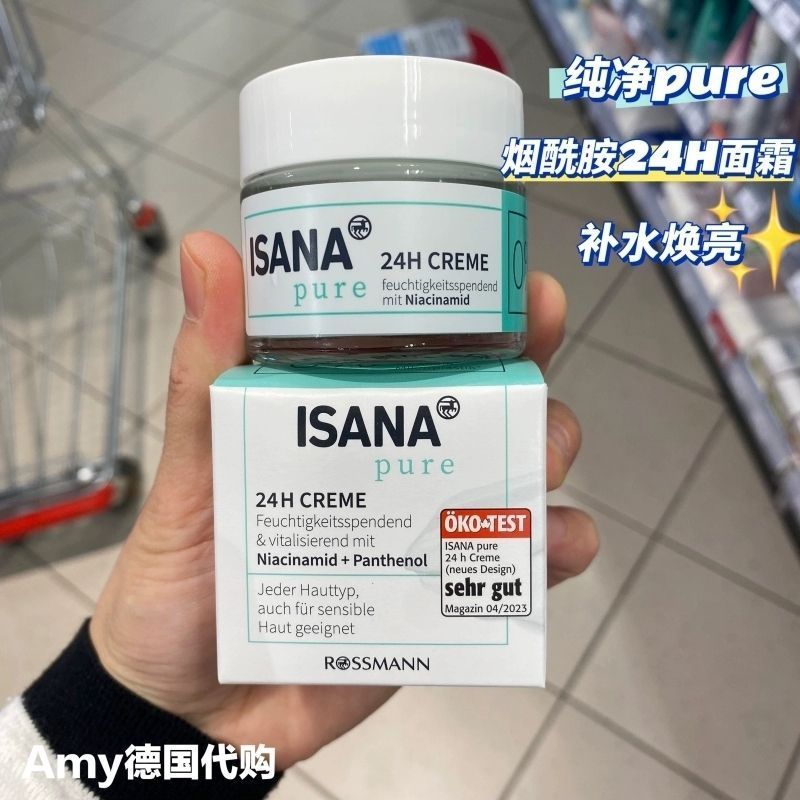 纯净pure
烟酰胺24H面霜
补水焕亮
ISANA
pure
24H CREME
feuchtigkeitsspendend
mit Niacinamid
ISANA
pure
24H CREME
Feuchtigkeitsspendend
& vitalisierend mit
Niacinamid + Panthenol
Jeder Hauttyp,
auch für sensible
Haut geeignet
ÖKO-TEST
ISANA pure
24 h Creme
(neues Design)
sehr gut
Magazin 04/2023
ROSSMANN
Amy德国代购